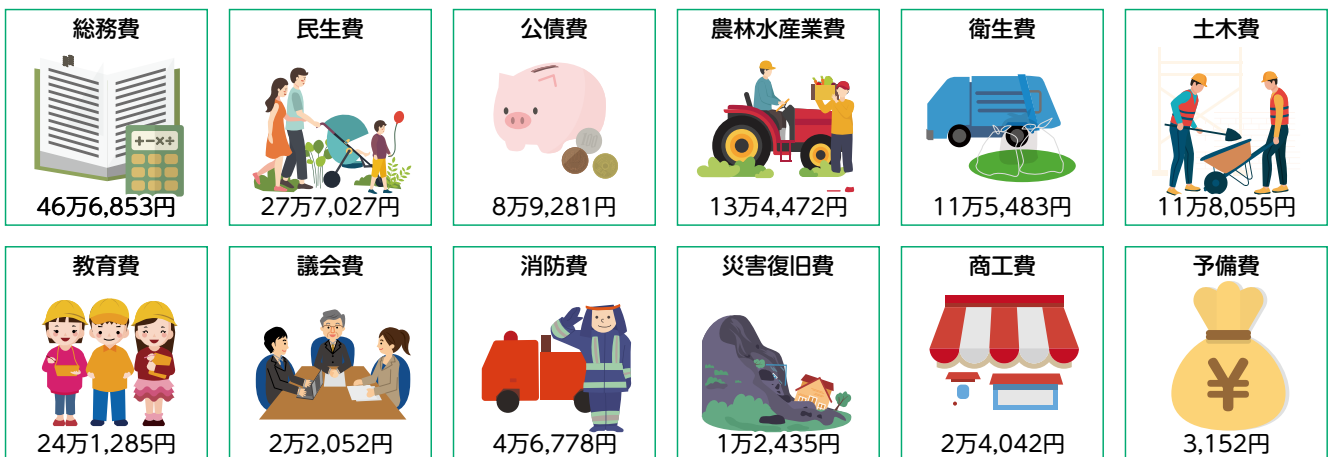 総務費
46万6,853円
民生費
27万7,027円
公債費
8万9,281円
農林水産業費
13万4,472円
衛生費
11万5,483円
土木費
11万8,055円
教育費
24万1,285円
議会費
2万2,052円
消防費
4万6,778円
災害復旧費
1万2,435円
商工費
2万4,042円
予備費
¥
3,152円